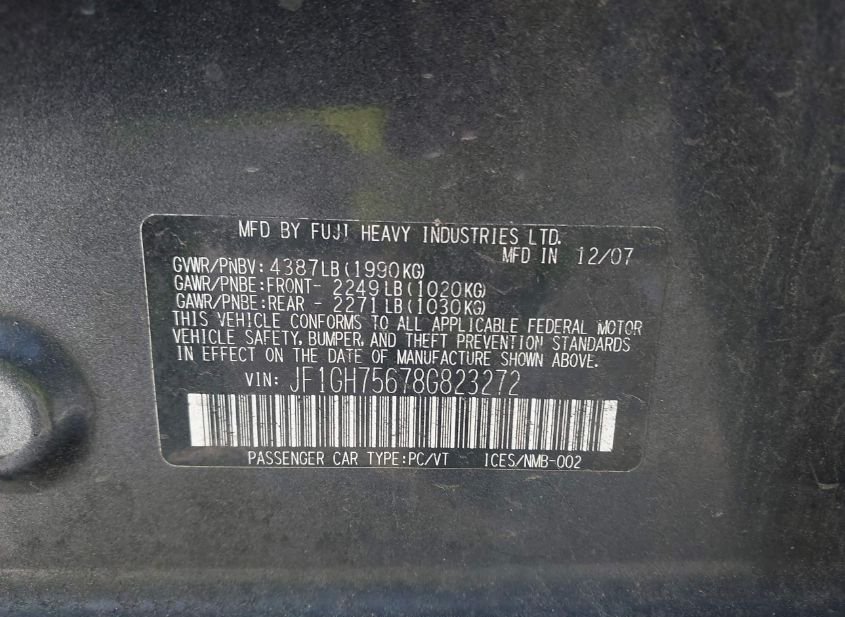 MFD BY FUJI HEAVY INDUSTRIES LTD.
MFD IN 12/07
GVWR/PNBV: 4387LB(1990KG)
GAWR/PNBE:FRONT- 2249LB(1020KG)
GAWR/PNBE:REAR - 2271LB(1030KG)
THIS VEHICLE CONFORMS TO ALL APPLICABLE FEDERAL MOTOR
VEHICLE SAFETY, BUMPER, AND THEFT PREVENTION STANDARDS
IN EFFECT ON THE DATE OF MANUFACTURE SHOWN ABOVE.
VIN: JF1GH75678G823272
PASSENGER CAR TYPE:PC/VT ICES/NMB-002